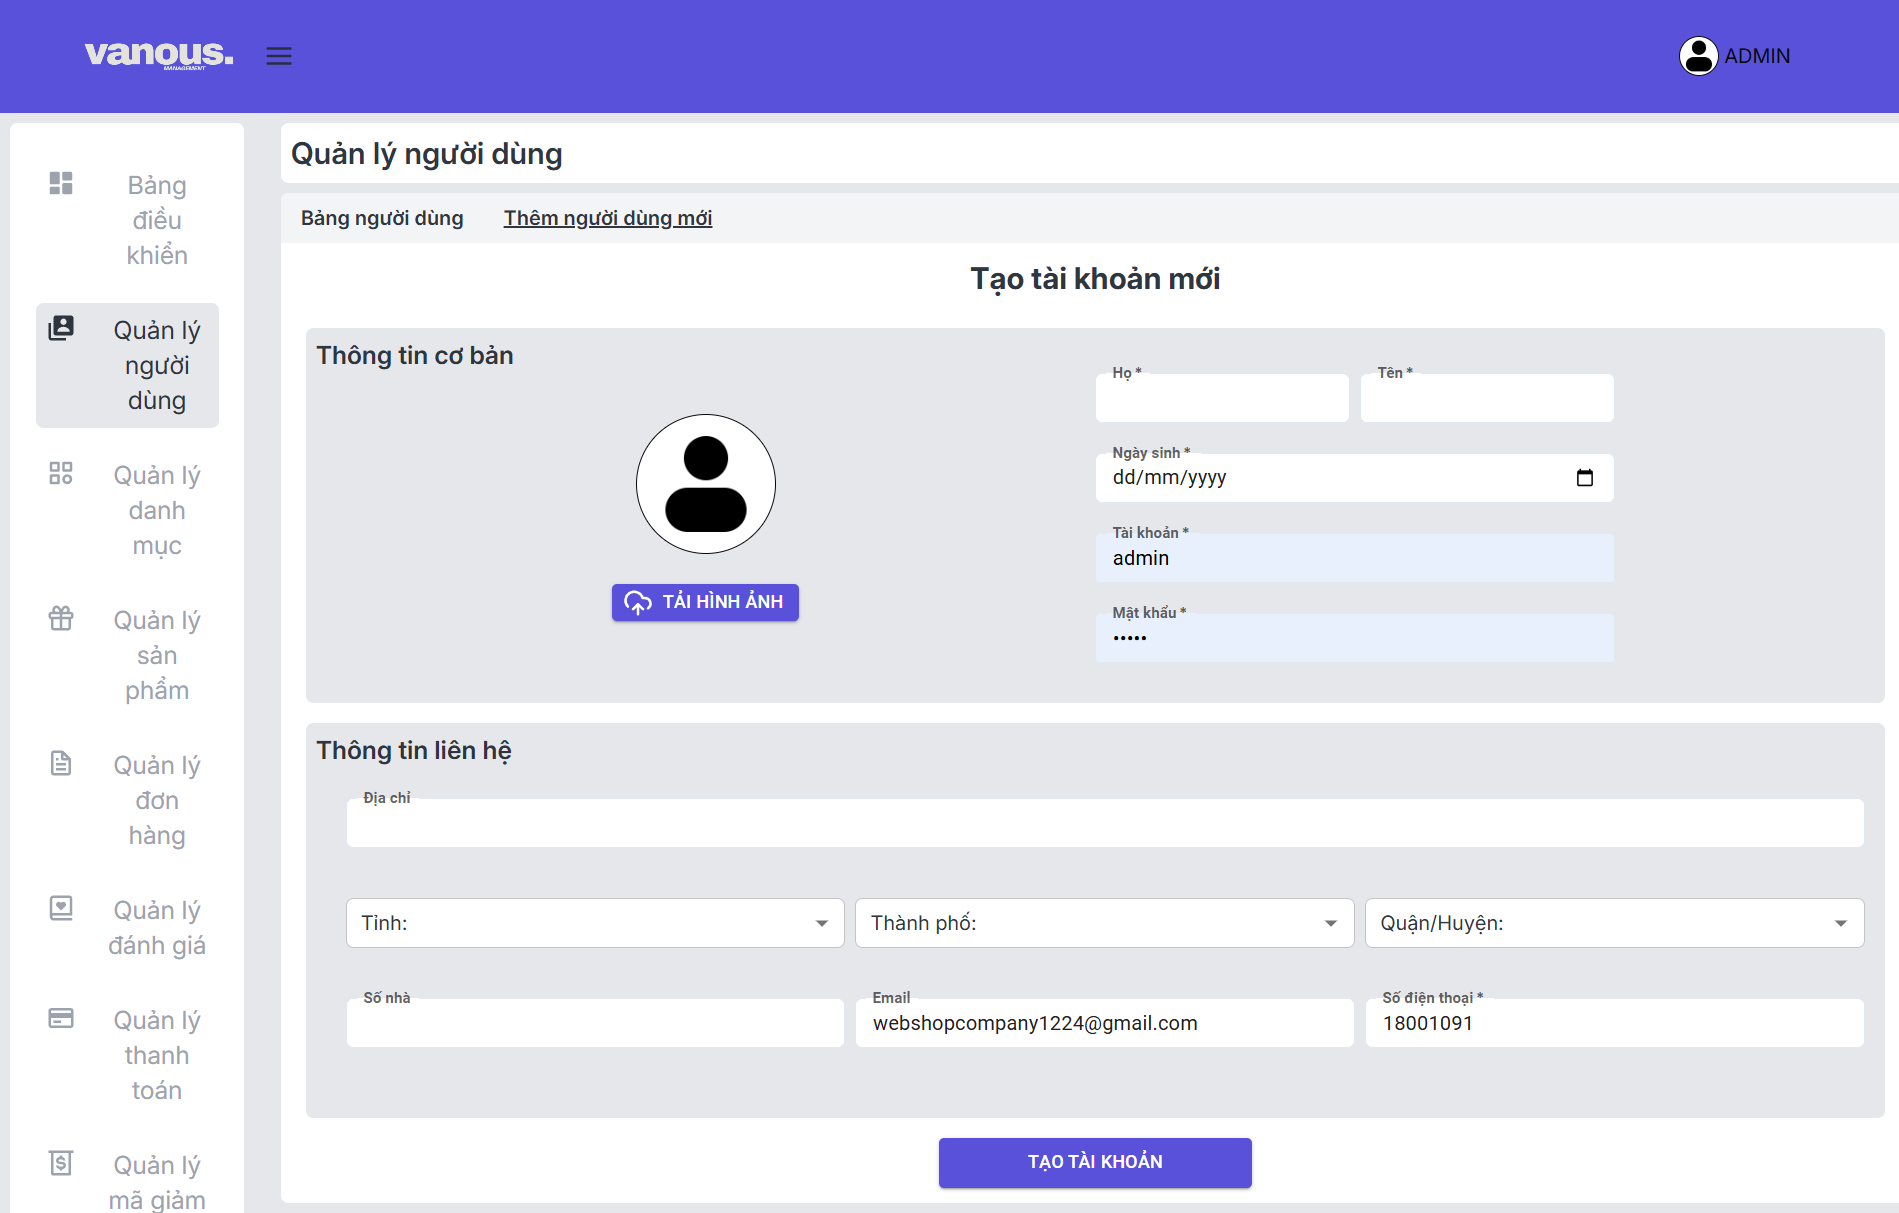 vanous.
MANAGEMENT
ADMIN
Bảng
điều
khiển
Quản lý
người
dùng
Quản lý
danh
mục
Quản lý
sản
phẩm
Quản lý
đơn
hàng
Quản lý
đánh giá
Quản lý
thanh
toán
Quản lý
mã giảm
Quản lý người dùng
Bảng người dùng Thêm người dùng mới
Tạo tài khoản mới
Thông tin cơ bản
TẢI HÌNH ẢNH
Họ * Tên *
Ngày sinh *
dd/mm/yyyy
Tài khoản *
admin
Mật khẩu *
•••••
Thông tin liên hệ
Địa chỉ
Tỉnh: Thành phố: Quận/Huyện:
Số nhà Email Số điện thoại *
webshopcompany1224@gmail.com 18001091
TẠO TÀI KHOẢN